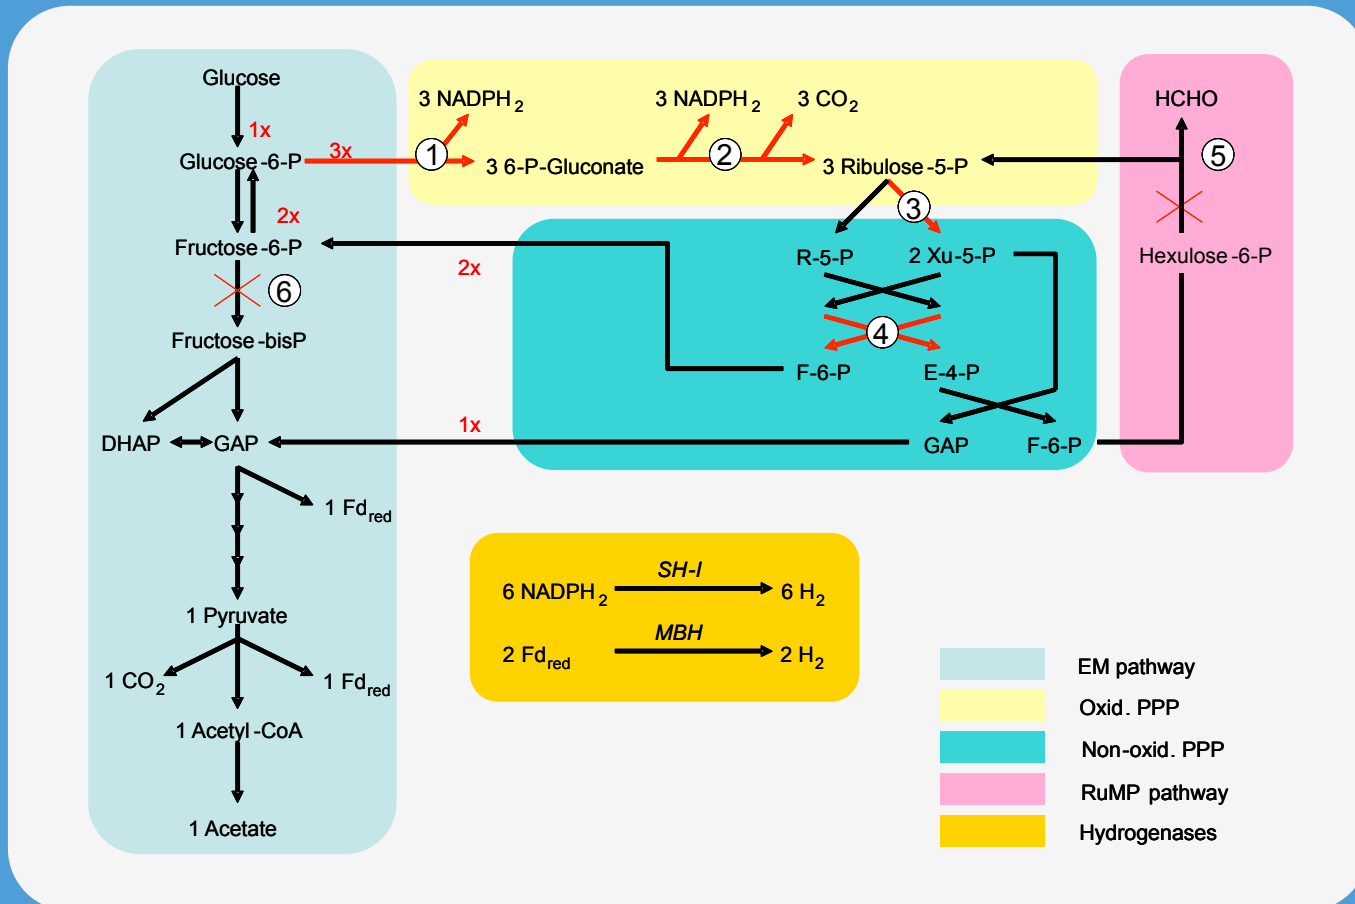 Glucose
3 NADPH2
3 NADPH2
3 CO2
HCHO
1x
Glucose -6-P
3x
1
3 6-P-Gluconate
2
3 Ribulose -5-P
5
2x
3
Fructose -6-P
2x
R-5-P
2 Xu-5-P
Hexulose -6-P
6
Fructose -bisP
4
F-6-P
E-4-P
1x
DHAP
GAP
GAP
F-6-P
1 Fdred
SH-I
6 NADPH2
6 H2
MBH
2 Fdred
2 H2
1 Pyruvate
1 CO2
1 Fdred
1 Acetyl -CoA
1 Acetate
EM pathway
Oxid. PPP
Non-oxid. PPP
RuMP pathway
Hydrogenases